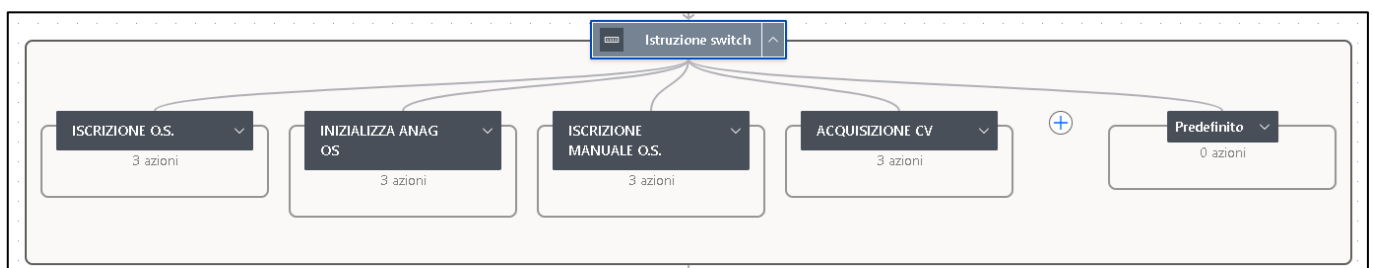 Istruzione switch
ISCRIZIONE O.S.
3 azioni
INIZIALIZZA ANAG
OS
3 azioni
ISCRIZIONE
MANUALE O.S.
3 azioni
ACQUISIZIONE CV
3 azioni
Predefinito
0 azioni